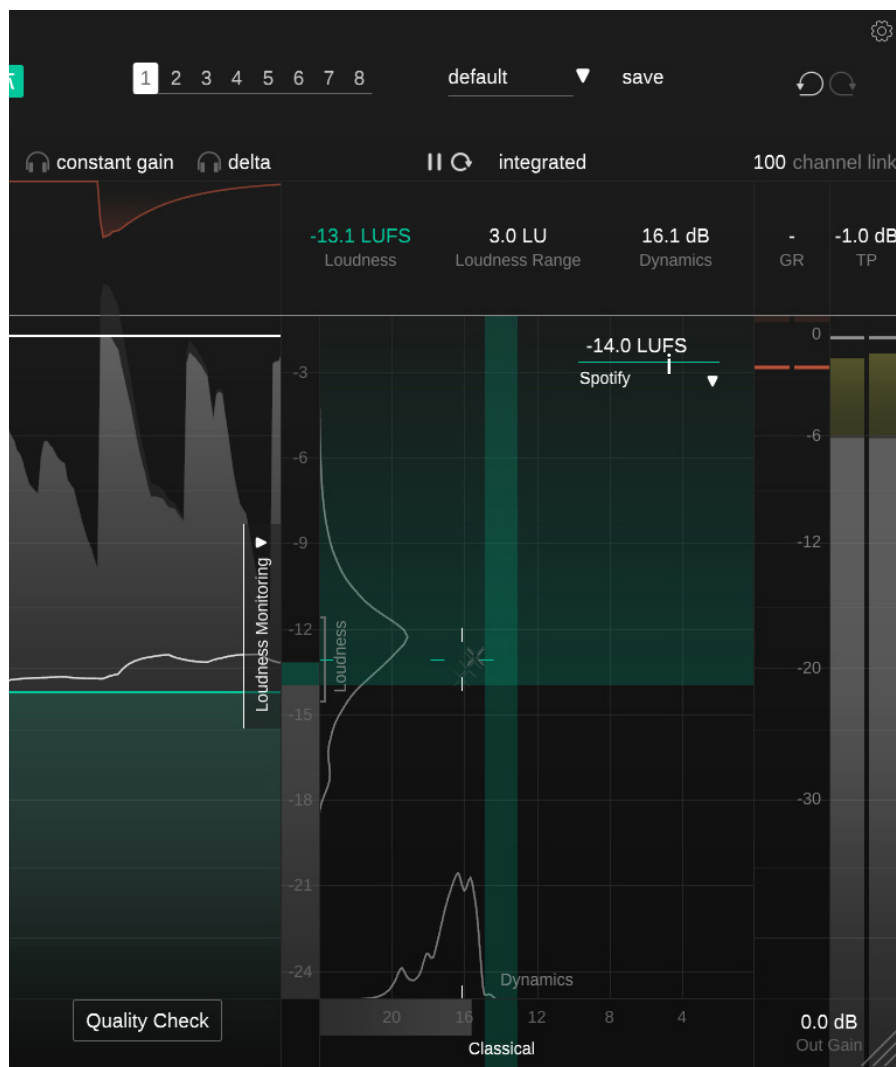 1 2 3 4 5 6 7 8 default save
constant gain delta integrated 100 channel link
-13.1 LUFS 3.0 LU 16.1 dB - -1.0 dB
Loudness Loudness Range Dynamics GR TP
-14.0 LUFS
Spotify
0
-3
-6
-6
-9
-12
-12
-20
-15
-18
-30
-21
-24
Loudness Monitoring
Loudness
Dynamics
Quality Check
20 16 12 8 4
0.0 dB
Out Gain
Classical